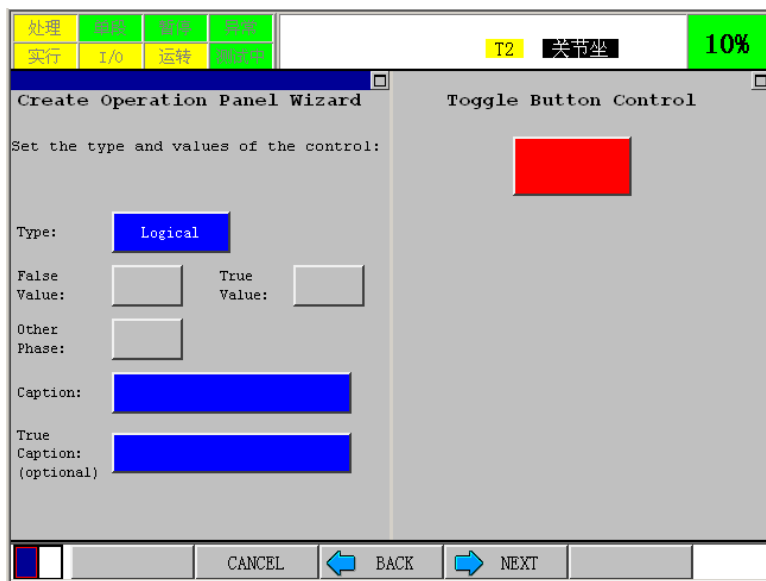 处理 单段 暂停 异常
实行 I/O 运转 测试中
T2 关节坐 10%
Create Operation Panel Wizard
Set the type and values of the control:
Type: Logical
False Value: True Value:
Other Phase:
Caption:
True Caption: (optional)
Toggle Button Control
CANCEL BACK NEXT